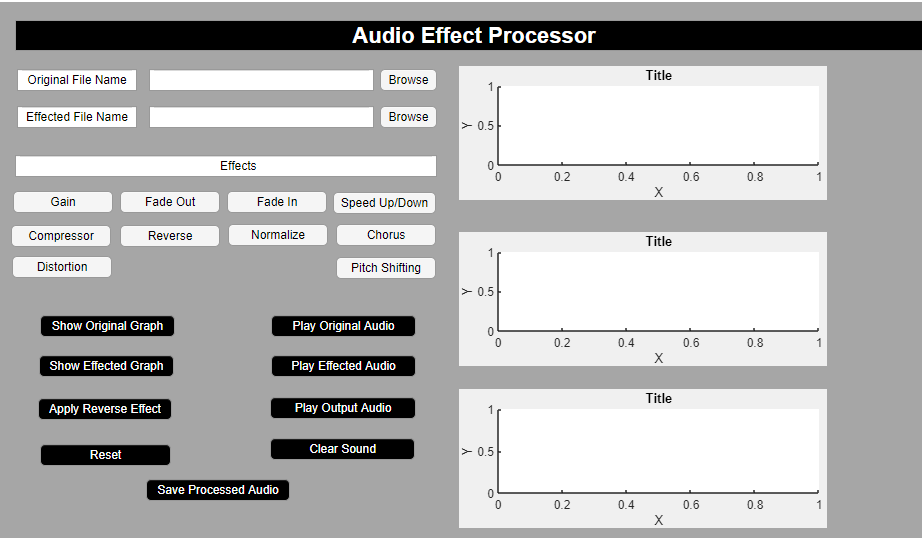 Audio Effect Processor
Original File Name
Browse
Effected File Name
Browse
Effects
Gain
Fade Out
Fade In
Speed Up/Down
Compressor
Reverse
Normalize
Chorus
Distortion
Pitch Shifting
Show Original Graph
Play Original Audio
Show Effected Graph
Play Effected Audio
Apply Reverse Effect
Play Output Audio
Reset
Clear Sound
Save Processed Audio
Title
1
0.5
0
Y
0 0.2 0.4 0.6 0.8 1
X
Title
1
0.5
0
Y
0 0.2 0.4 0.6 0.8 1
X
Title
1
0.5
0
Y
0 0.2 0.4 0.6 0.8 1
X